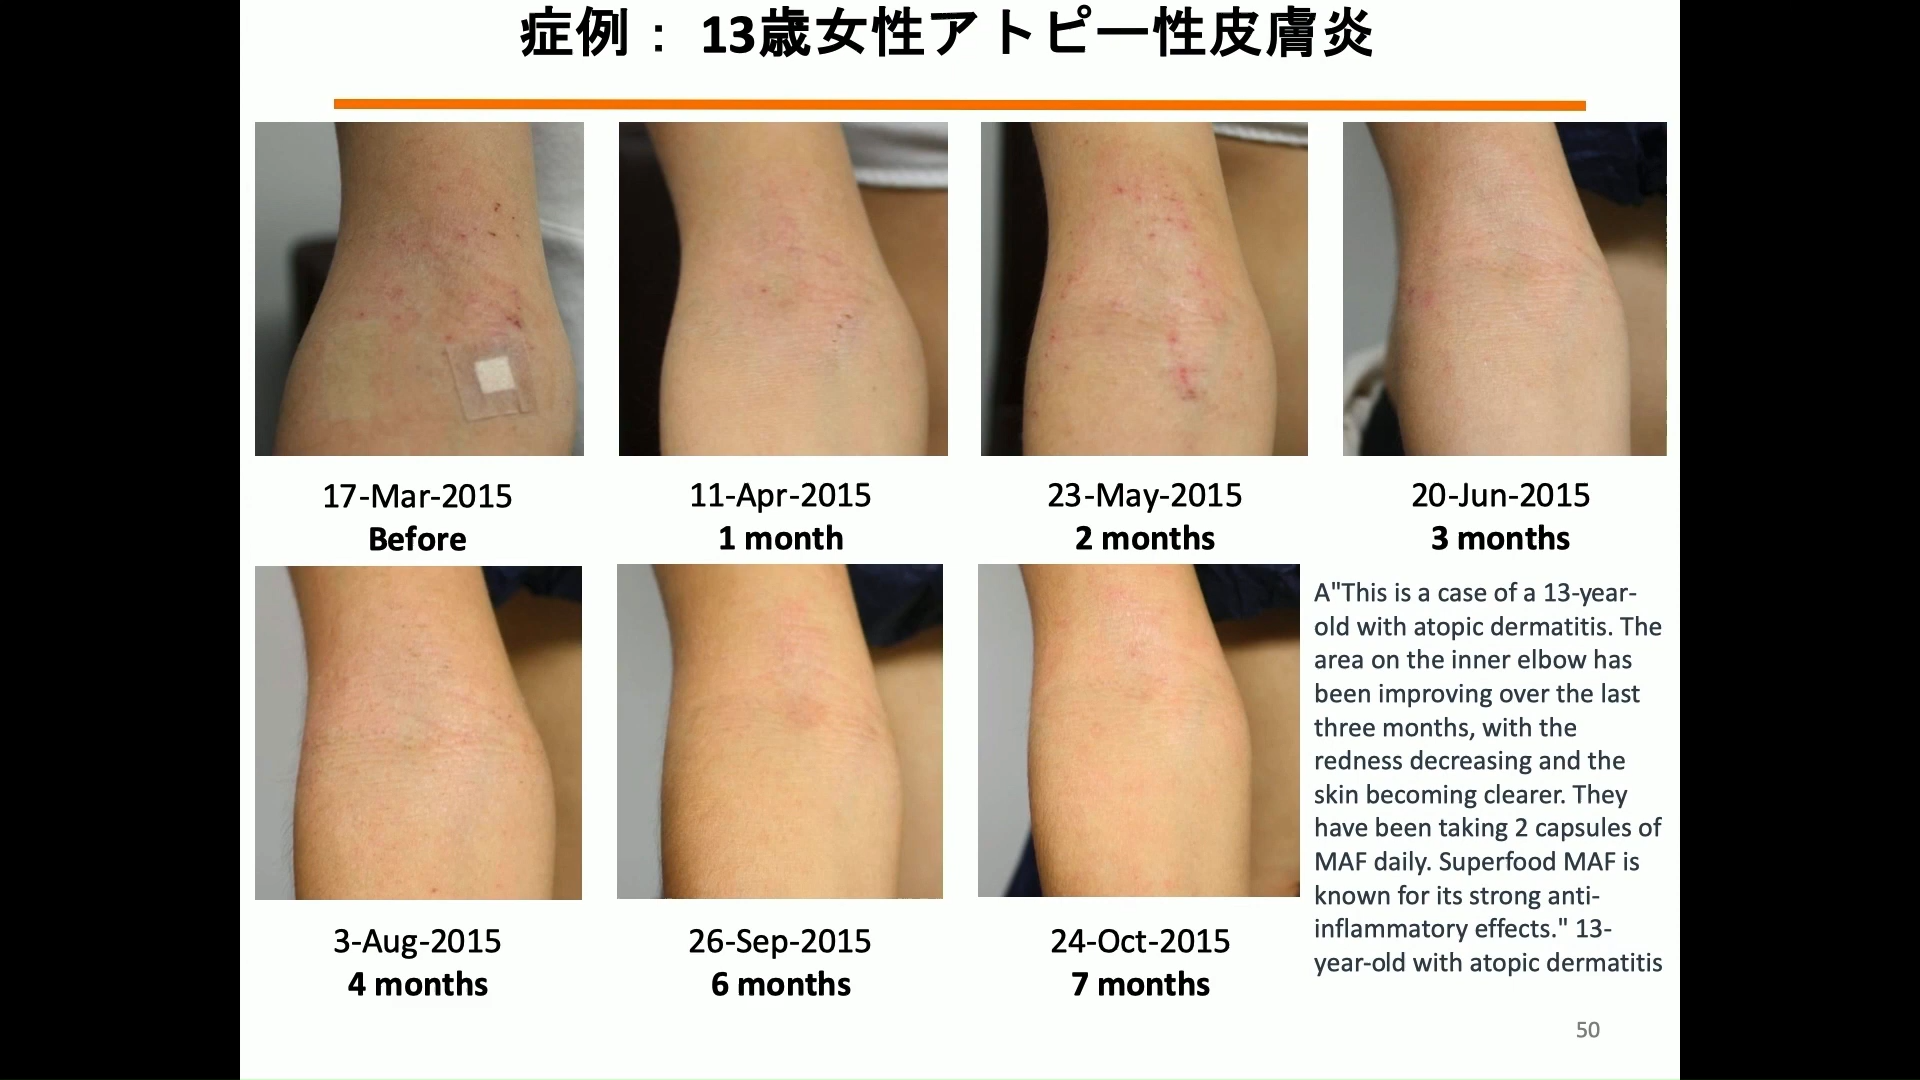 症例： 13歳女性アトピー性皮膚炎
17-Mar-2015
Before
11-Apr-2015
1 month
23-May-2015
2 months
20-Jun-2015
3 months
3-Aug-2015
4 months
26-Sep-2015
6 months
24-Oct-2015
7 months
A"This is a case of a 13-year-
old with atopic dermatitis. The
area on the inner elbow has
been improving over the last
three months, with the
redness decreasing and the
skin becoming clearer. They
have been taking 2 capsules of
MAF daily. Superfood MAF is
known for its strong anti-
inflammatory effects." 13-
year-old with atopic dermatitis
50